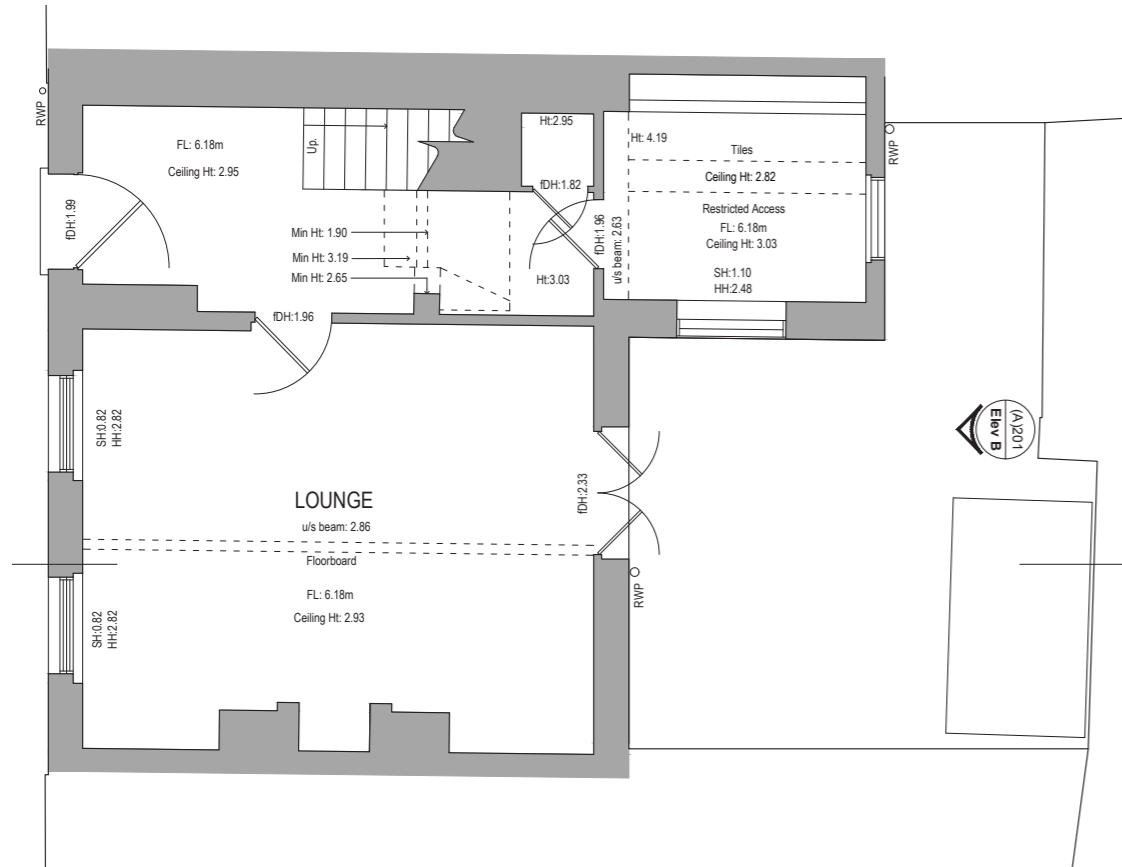 RWP
FL: 6.18m
Ceiling Ht: 2.95
Up.
Ht:2.95
Ht: 4.19
Tiles
Ceiling Ht: 2.82
RWP
fDH:1.99
fDH:1.82
fDH:1.96
u/s beam: 2.63
Restricted Access
FL: 6.18m
Ceiling Ht: 3.03
SH:1.10
HH:2.48
Min Ht: 1.90
Min Ht: 3.19
Min Ht: 2.65
Ht:3.03
fDH:1.96
SH:0.82
HH:2.82
(A)201
Elev B
fDH:2.33
LOUNGE
u/s beam: 2.86
Floorboard
FL: 6.18m
Ceiling Ht: 2.93
SH:0.82
HH:2.82
RWP